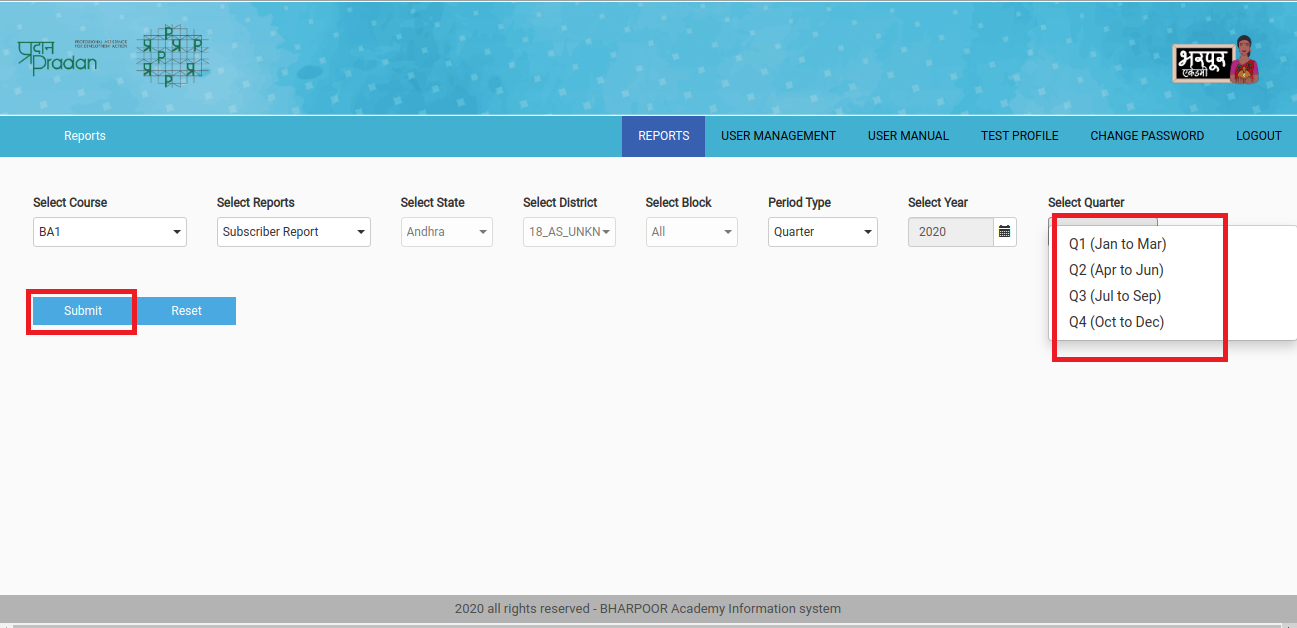 प्रदान
Pradan
PROFESSIONAL ASSISTANCE
FOR DEVELOPMENT ACTION
भरपूर
एकेडमी
Reports
REPORTS
USER MANAGEMENT
USER MANUAL
TEST PROFILE
CHANGE PASSWORD
LOGOUT
Select Course
Select Reports
Select State
Select District
Select Block
Period Type
Select Year
Select Quarter
BA1
Subscriber Report
Andhra
18_AS_UNKN
All
Quarter
2020
Q1 (Jan to Mar)
Q2 (Apr to Jun)
Q3 (Jul to Sep)
Q4 (Oct to Dec)
Submit
Reset
2020 all rights reserved - BHARPOOR Academy Information system